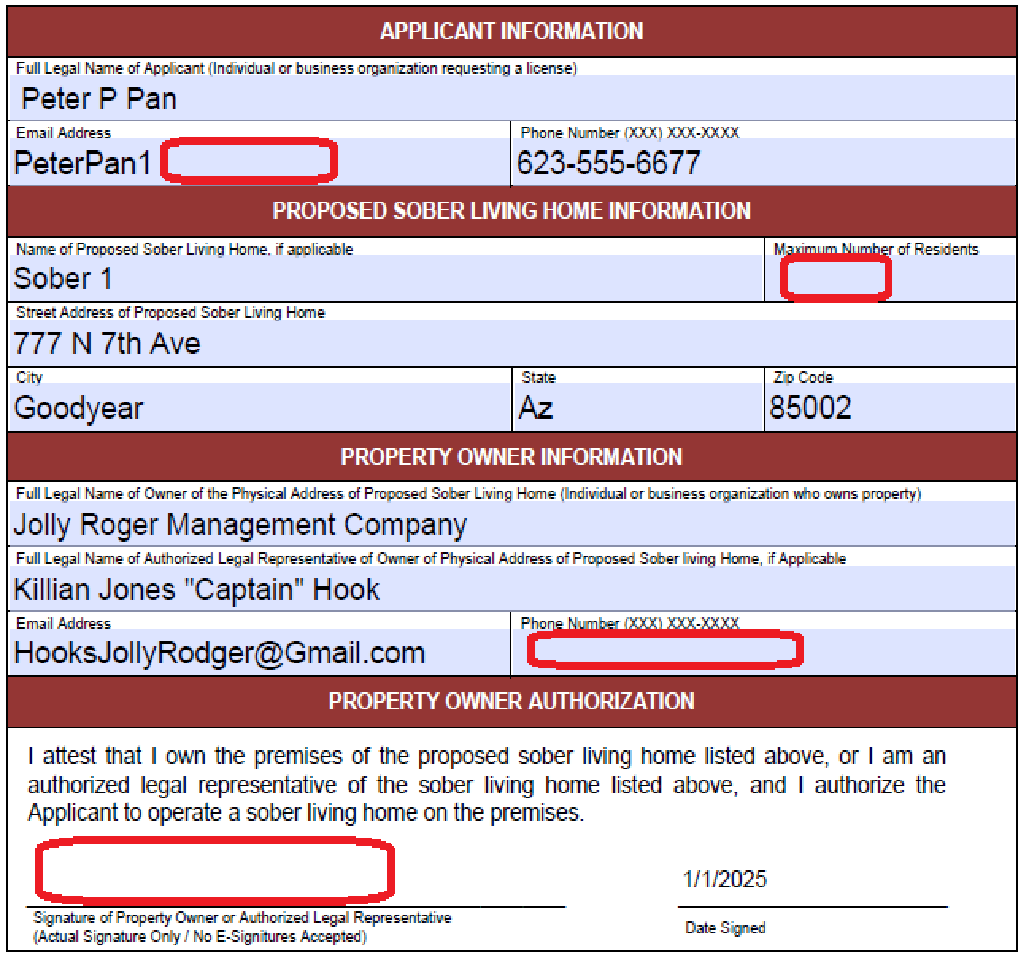 APPLICANT INFORMATION
Full Legal Name of Applicant (Individual or business organization requesting a license)
Peter P Pan
Email Address
Phone Number (XXX) XXX-XXXX
PeterPan1
623-555-6677
PROPOSED SOBER LIVING HOME INFORMATION
Name of Proposed Sober Living Home, if applicable
Maximum Number of Residents
Sober 1
Street Address of Proposed Sober Living Home
777 N 7th Ave
City
State
Zip Code
Goodyear
Az
85002
PROPERTY OWNER INFORMATION
Full Legal Name of Owner of the Physical Address of Proposed Sober Living Home (Individual or business organization who owns property)
Jolly Roger Management Company
Full Legal Name of Authorized Legal Representative of Owner of Physical Address of Proposed Sober living Home, if Applicable
Killian Jones "Captain" Hook
Email Address
Phone Number (XXX) XXX-XXXX
HooksJollyRodger@Gmail.com
PROPERTY OWNER AUTHORIZATION
I attest that I own the premises of the proposed sober living home listed above, or I am an
authorized legal representative of the sober living home listed above, and I authorize the
Applicant to operate a sober living home on the premises.
1/1/2025
Signature of Property Owner or Authorized Legal Representative
(Actual Signature Only / No E-Signitures Accepted)
Date Signed